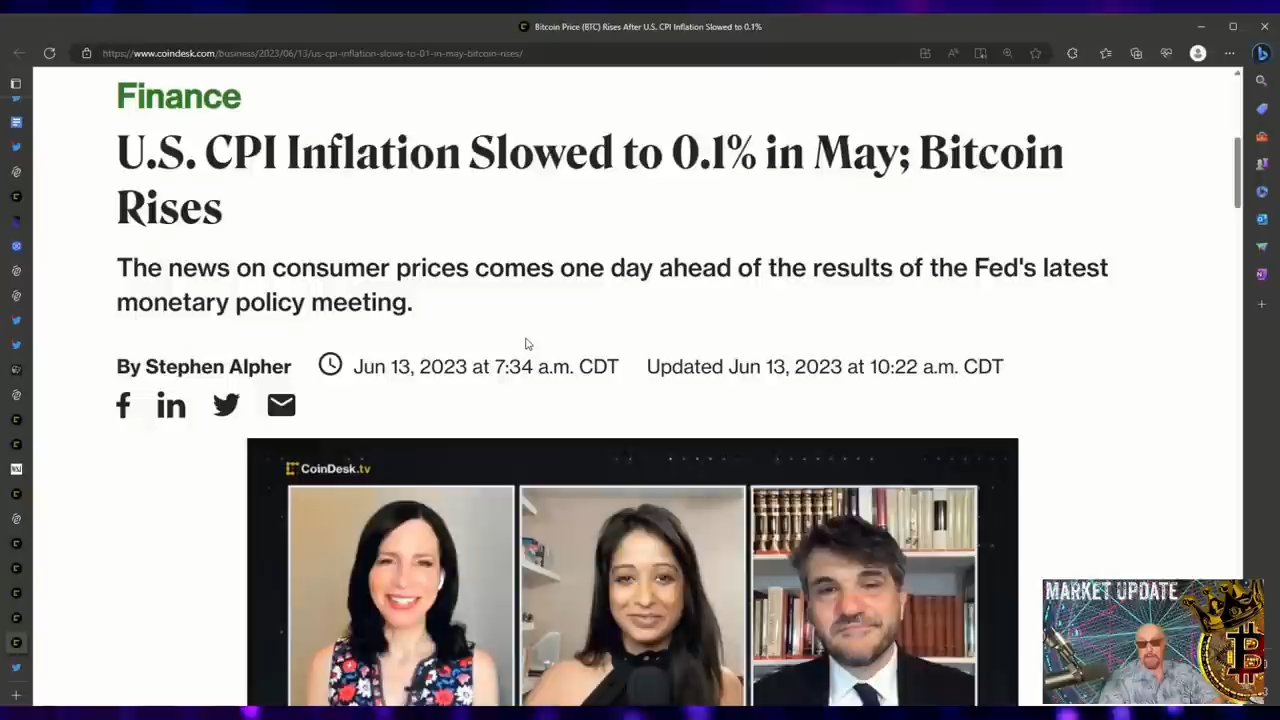 Bitcoin Price (BTC) Rises After U.S. CPI Inflation Slowed to 0.1%
https://www.coindesk.com/business/2023/06/13/us-cpi-inflation-slows-to-01-in-may-bitcoin-rises/
Finance
U.S. CPI Inflation Slowed to 0.1% in May; Bitcoin
Rises
The news on consumer prices comes one day ahead of the results of the Fed's latest
monetary policy meeting.
By Stephen Alpher Jun 13, 2023 at 7:34 a.m. CDT Updated Jun 13, 2023 at 10:22 a.m. CDT
CoinDesk.tv
MARKET UPDATE